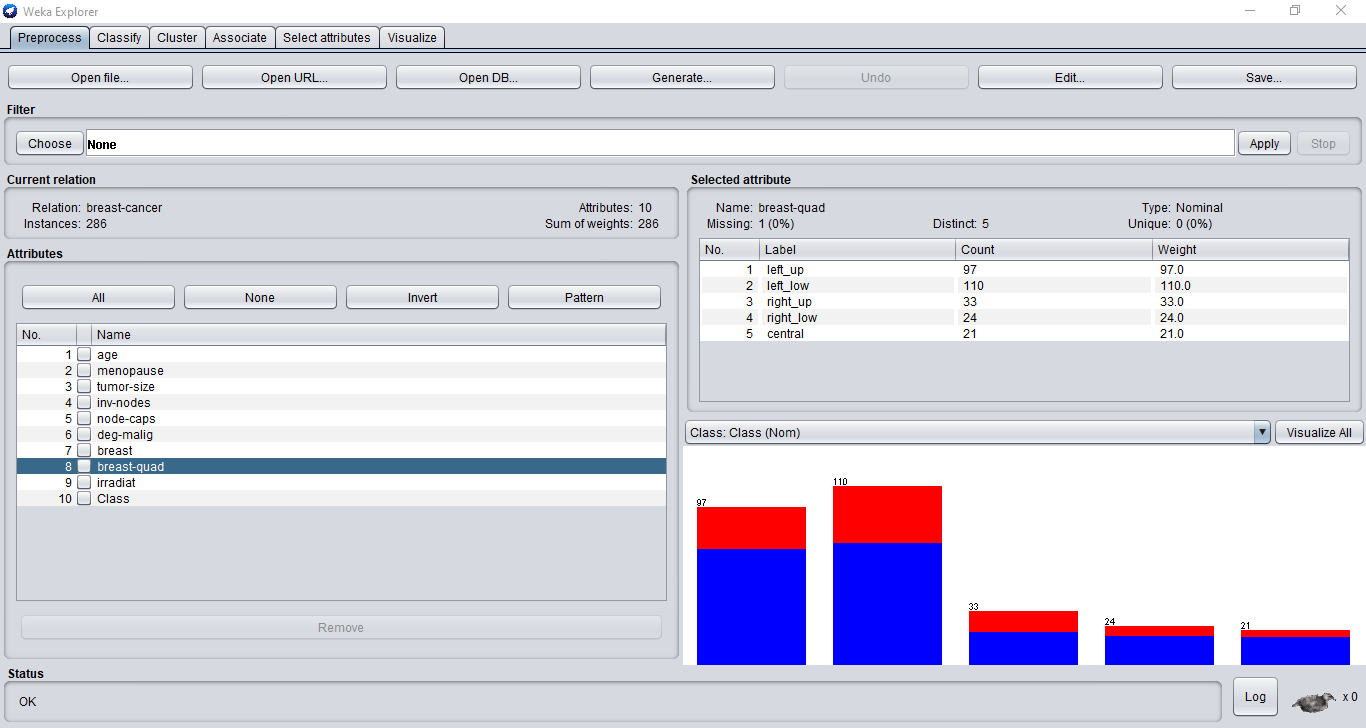 Weka Explorer
Preprocess Classify Cluster Associate Select attributes Visualize
Open file... Open URL... Open DB... Generate... Undo Edit... Save...
Filter
Choose None Apply Stop
Current relation
Relation: breast-cancer Attributes: 10
Instances: 286 Sum of weights: 286
Attributes
All None Invert Pattern
No. Name
1 age
2 menopause
3 tumor-size
4 inv-nodes
5 node-caps
6 deg-malig
7 breast
8 breast-quad
9 irradiat
10 Class
Remove
Selected attribute
Name: breast-quad Type: Nominal
Missing: 1 (0%) Distinct: 5 Unique: 0 (0%)
No. Label Count Weight
1 left_up 97 97.0
2 left_low 110 110.0
3 right_up 33 33.0
4 right_low 24 24.0
5 central 21 21.0
Class: Class (Nom) Visualize All
97 110 33 24 21
Status
OK Log x 0